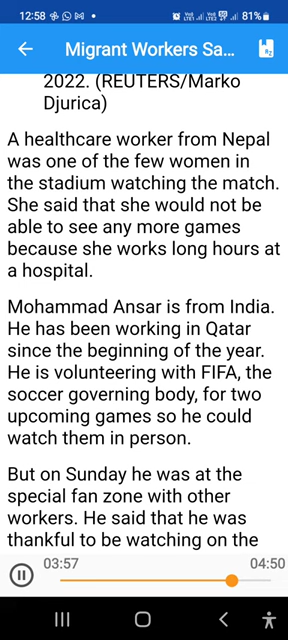 12:58
Vo)) LTE1
Vo)) LTE2
81%
Migrant Workers Sa...
2022. (REUTERS/Marko
Djurica)
A healthcare worker from Nepal
was one of the few women in
the stadium watching the match.
She said that she would not be
able to see any more games
because she works long hours at
a hospital.
Mohammad Ansar is from India.
He has been working in Qatar
since the beginning of the year.
He is volunteering with FIFA, the
soccer governing body, for two
upcoming games so he could
watch them in person.
But on Sunday he was at the
special fan zone with other
workers. He said that he was
thankful to be watching on the
03:57
04:50